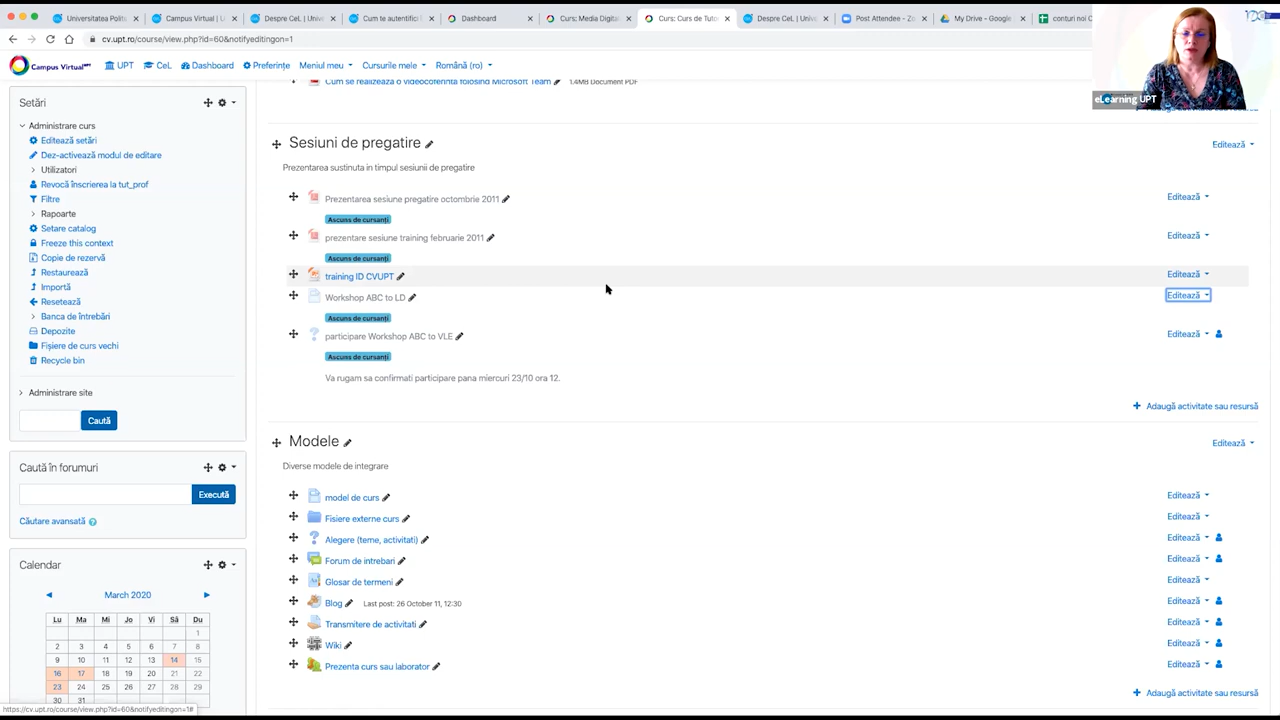 Universitatea Polite
Campus Virtual | U
Despre CeL | Unive
Cum te autentifici
Dashboard
Curs: Media Digital
Curs: Curs de Tutor
Despre CeL | Unive
Post Attendee - Zo
My Drive - Google
conturi noi C
cv.upt.ro/course/view.php?id=60&notifyeditingon=1
Campus Virtual UPT
UPT
CeL
Dashboard
Preferințe
Meniul meu
Cursurile mele
Română (ro)
eLearning UPT
Setări
Administrare curs
Editează setări
Dez-activează modul de editare
Utilizatori
Revocă înscrierea la tut_prof
Filtre
Rapoarte
Setare catalog
Freeze this context
Copie de rezervă
Restaurează
Importă
Resetează
Banca de întrebări
Depozite
Fișiere de curs vechi
Recycle bin
Administrare site
Caută
Caută în forumuri
Execută
Căutare avansată
Calendar
March 2020
Lu Ma Mi Jo Vi Sâ Du
1
2 3 4 5 6 7 8
9 10 11 12 13 14 15
16 17 18 19 20 21 22
23 24 25 26 27 28 29
30 31
https://cv.upt.ro/course/view.php?id=60&notifyeditingon=1#
Cum se realizeaza o videoconferinta folosind Microsoft Team 1.4MB Document PDF
Sesiuni de pregatire Editează
Prezentarea sustinuta in timpul sesiunii de pregatire
Prezentarea sesiune pregatire octombrie 2011 Editează
Ascuns de cursanți
prezentare sesiune training februarie 2011 Editează
Ascuns de cursanți
training ID CVUPT Editează
Workshop ABC to LD Editează
Ascuns de cursanți
participare Workshop ABC to VLE Editează
Ascuns de cursanți
Va rugam sa confirmati participare pana miercuri 23/10 ora 12.
Adaugă activitate sau resursă
Modele Editează
Diverse modele de integrare
model de curs Editează
Fisiere externe curs Editează
Alegere (teme, activitati) Editează
Forum de intrebari Editează
Glosar de termeni Editează
Blog Last post: 26 October 11, 12:30 Editează
Transmitere de activitati Editează
Wiki Editează
Prezenta curs sau laborator Editează
Adaugă activitate sau resursă